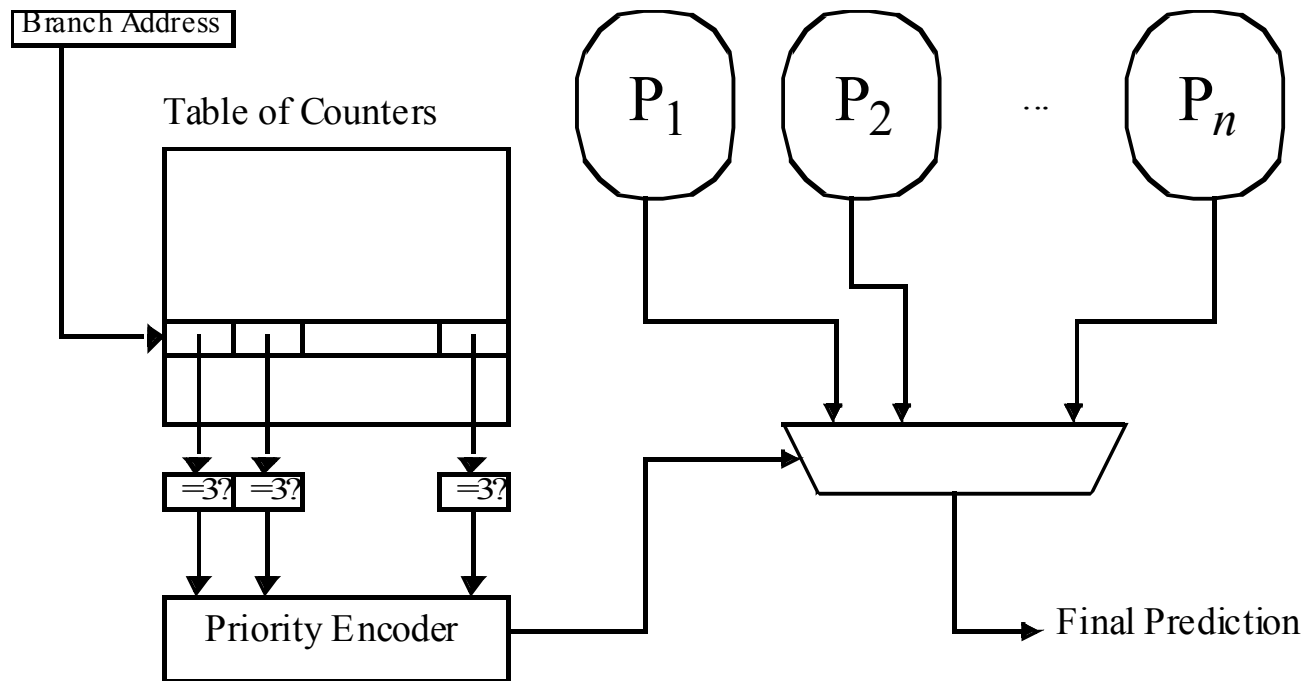 Branch Address
Table of Counters
P1 P2 ... Pn
=3? =3? =3?
Priority Encoder
Final Prediction